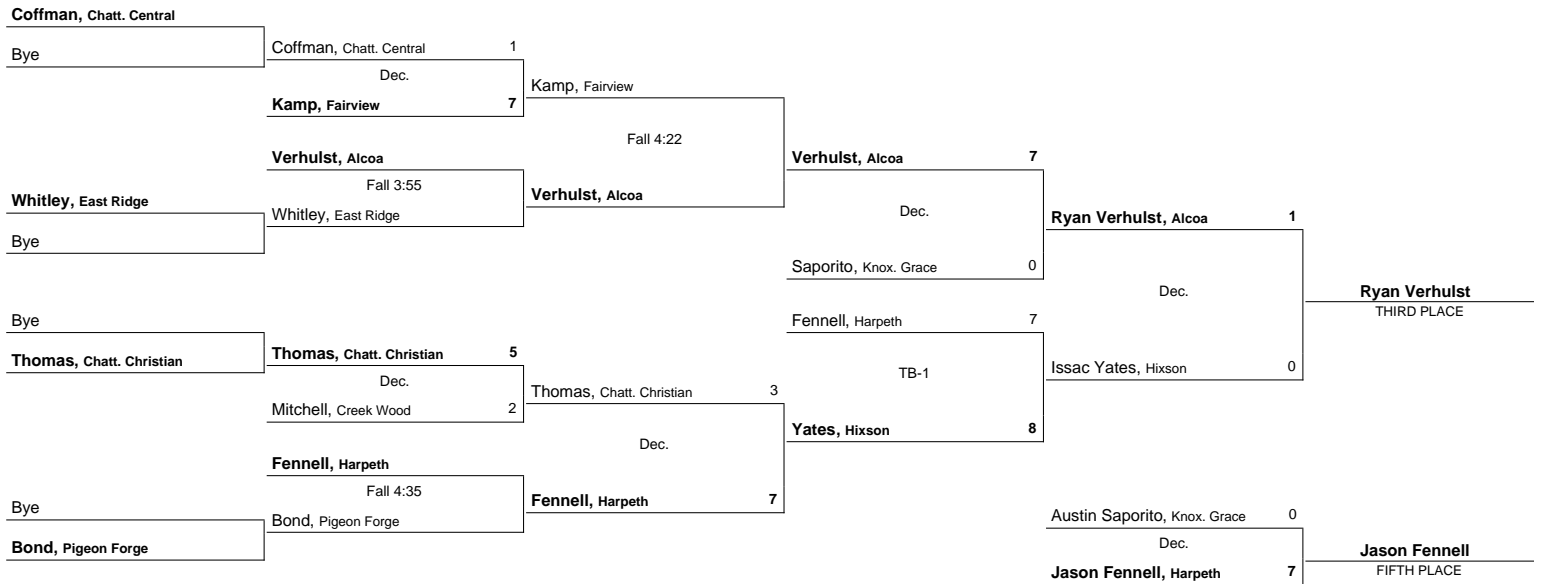 Coffman, Chatt. Central
Bye
Whitley, East Ridge
Bye
Bye
Thomas, Chatt. Christian
Bye
Bond, Pigeon Forge
Coffman, Chatt. Central 1
Dec.
Kamp, Fairview 7
Verhulst, Alcoa
Fall 3:55
Whitley, East Ridge
Thomas, Chatt. Christian 5
Dec.
Mitchell, Creek Wood 2
Fennell, Harpeth
Fall 4:35
Bond, Pigeon Forge
Kamp, Fairview
Fall 4:22
Verhulst, Alcoa
Thomas, Chatt. Christian 3
Dec.
Fennell, Harpeth 7
Verhulst, Alcoa 7
Dec.
Saporito, Knox. Grace 0
Fennell, Harpeth 7
TB-1
Yates, Hixson 8
Ryan Verhulst, Alcoa 1
Dec.
Issac Yates, Hixson 0
Ryan Verhulst
THIRD PLACE
Austin Saporito, Knox. Grace 0
Dec.
Jason Fennell, Harpeth 7
Jason Fennell
FIFTH PLACE